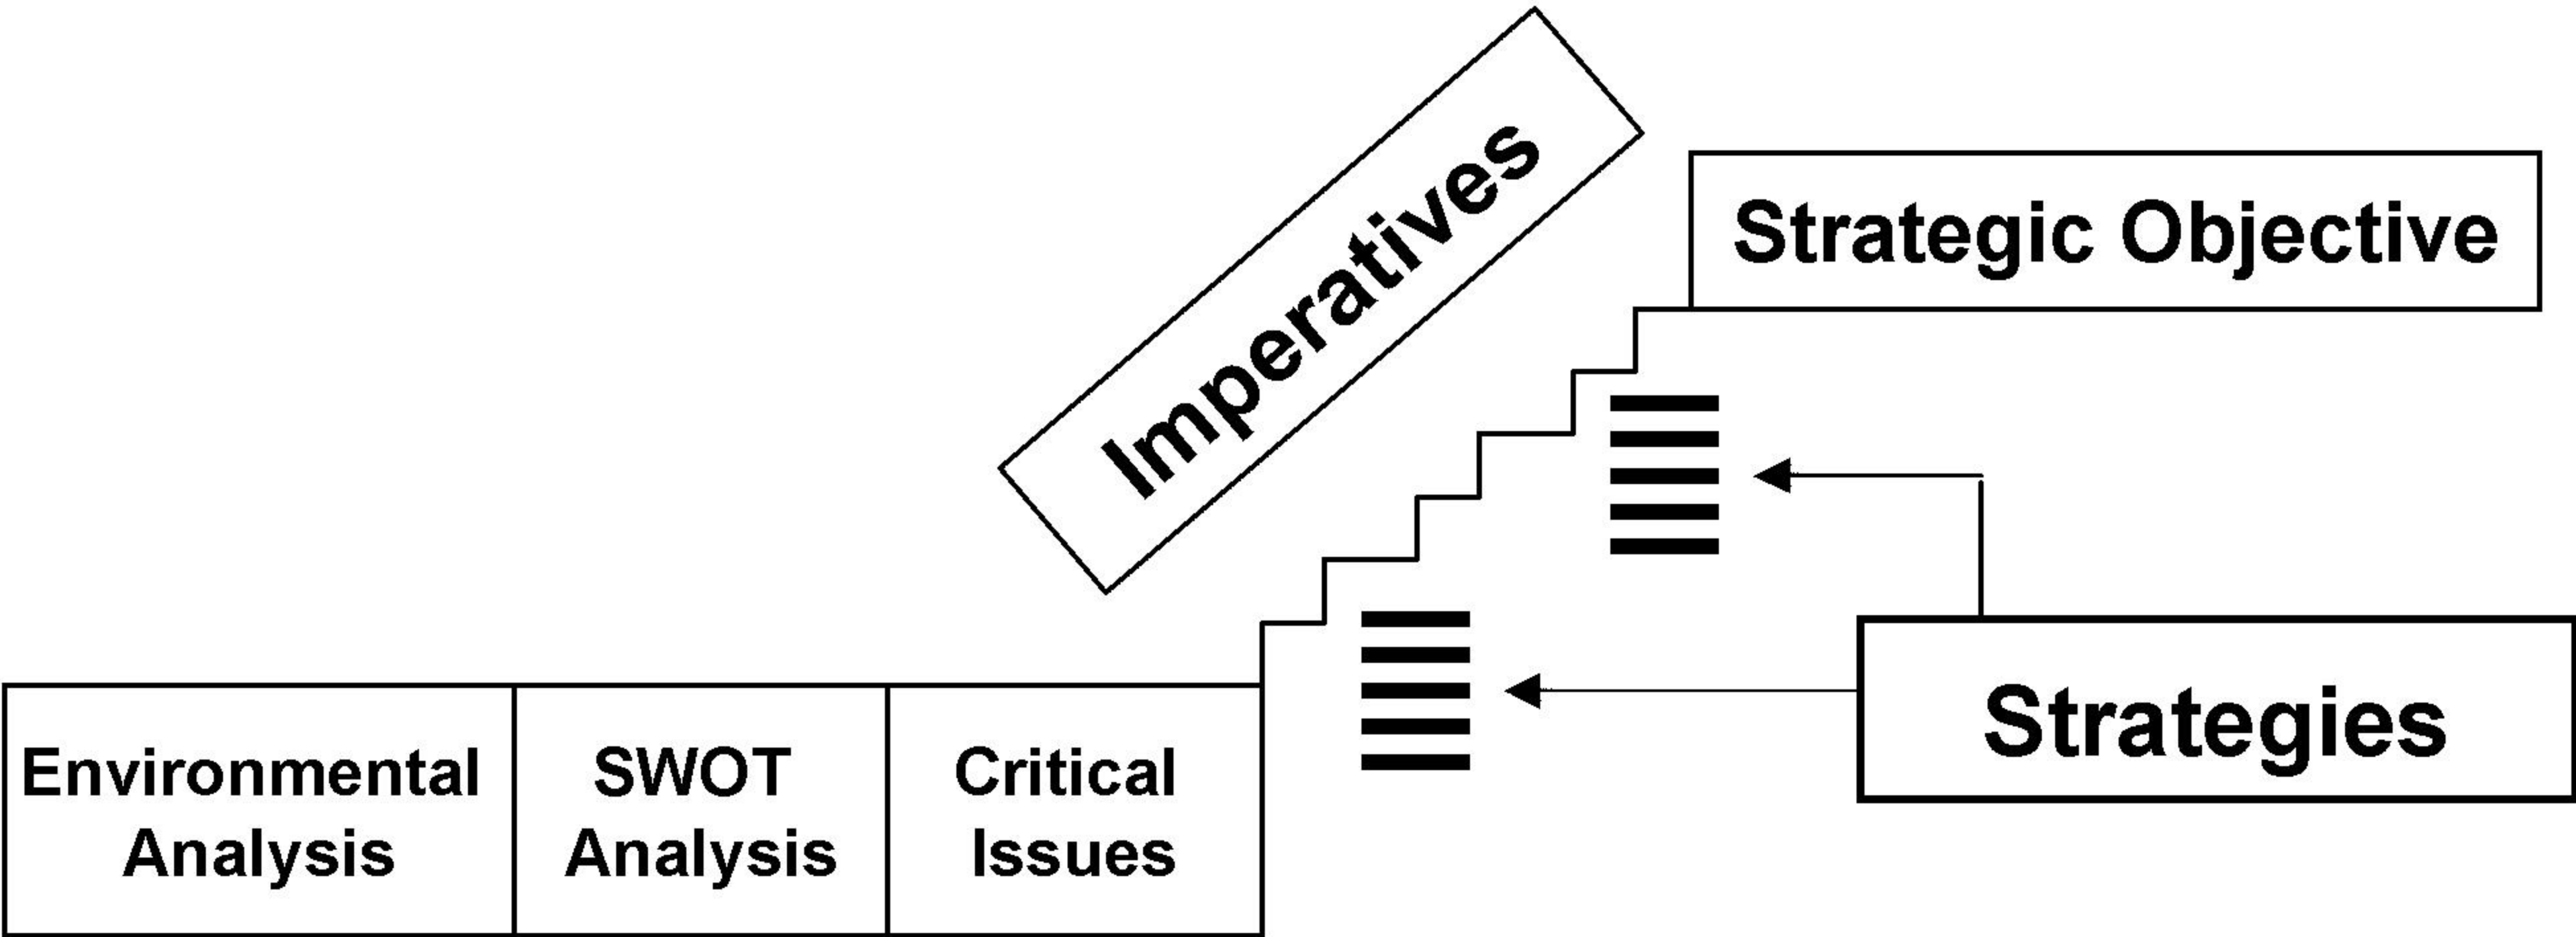 Imperatives
Strategic Objective
Strategies
Environmental
Analysis
SWOT
Analysis
Critical
Issues